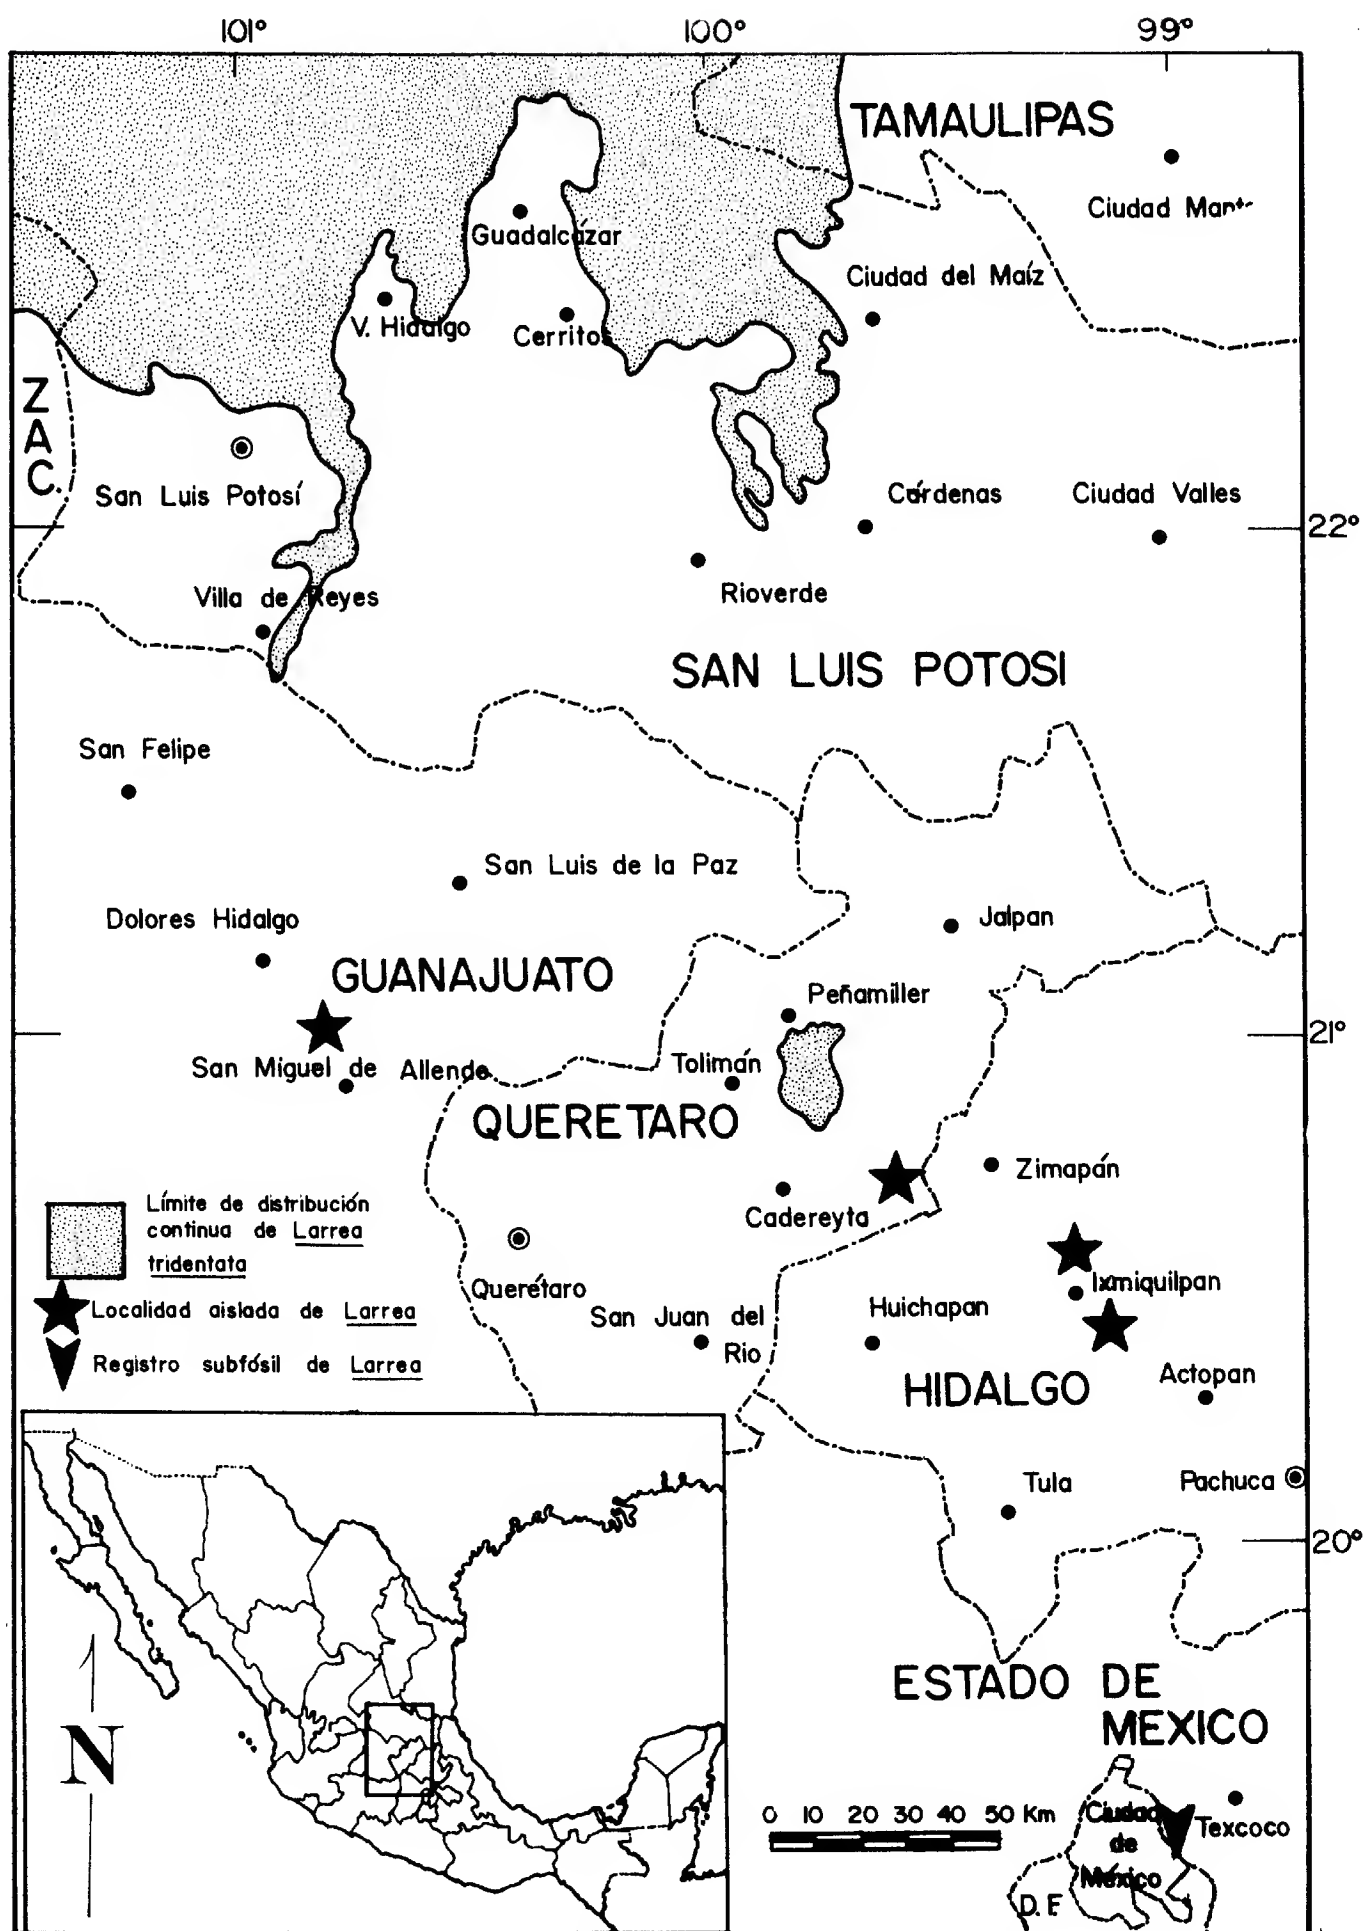 101° 100° 99°
TAMAULIPAS
Ciudad
Guadalcázar
Ciudad del Maíz
V. Hidalgo
Cerritos
Z
A
C.
San Luis Potosí
Cárdenas
Ciudad Valles
22°
Villa de Reyes
Rioverde
SAN LUIS POTOSI
San Felipe
San Luis de la Paz
Dolores Hidalgo
Jalpan
GUANAJUATO
Peñamiller
21°
San Miguel de Allende
Tolimán
QUERETARO
Zimapán
Cadereyta
Límite de distribución
continua de Larrea
tridentata
Localidad aislada de Larrea
Registro subfósil de Larrea
Querétaro
Ixmiquilpan
San Juan del
Rio
Huichapan
HIDALGO
Actopan
Tula
Pachuca
20°
ESTADO DE
MEXICO
N
0 10 20 30 40 50 Km
Ciudad
de
México
Texcoco
D.F.